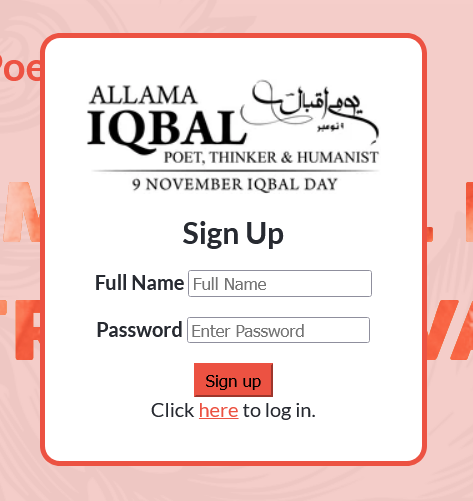 Poe
ALLAMA
IQBAL
یومِ اقبال
۹ نومبر
POET, THINKER & HUMANIST
9 NOVEMBER IQBAL DAY
Sign Up
Full Name Full Name
Password Enter Password
Sign up
Click here to log in.